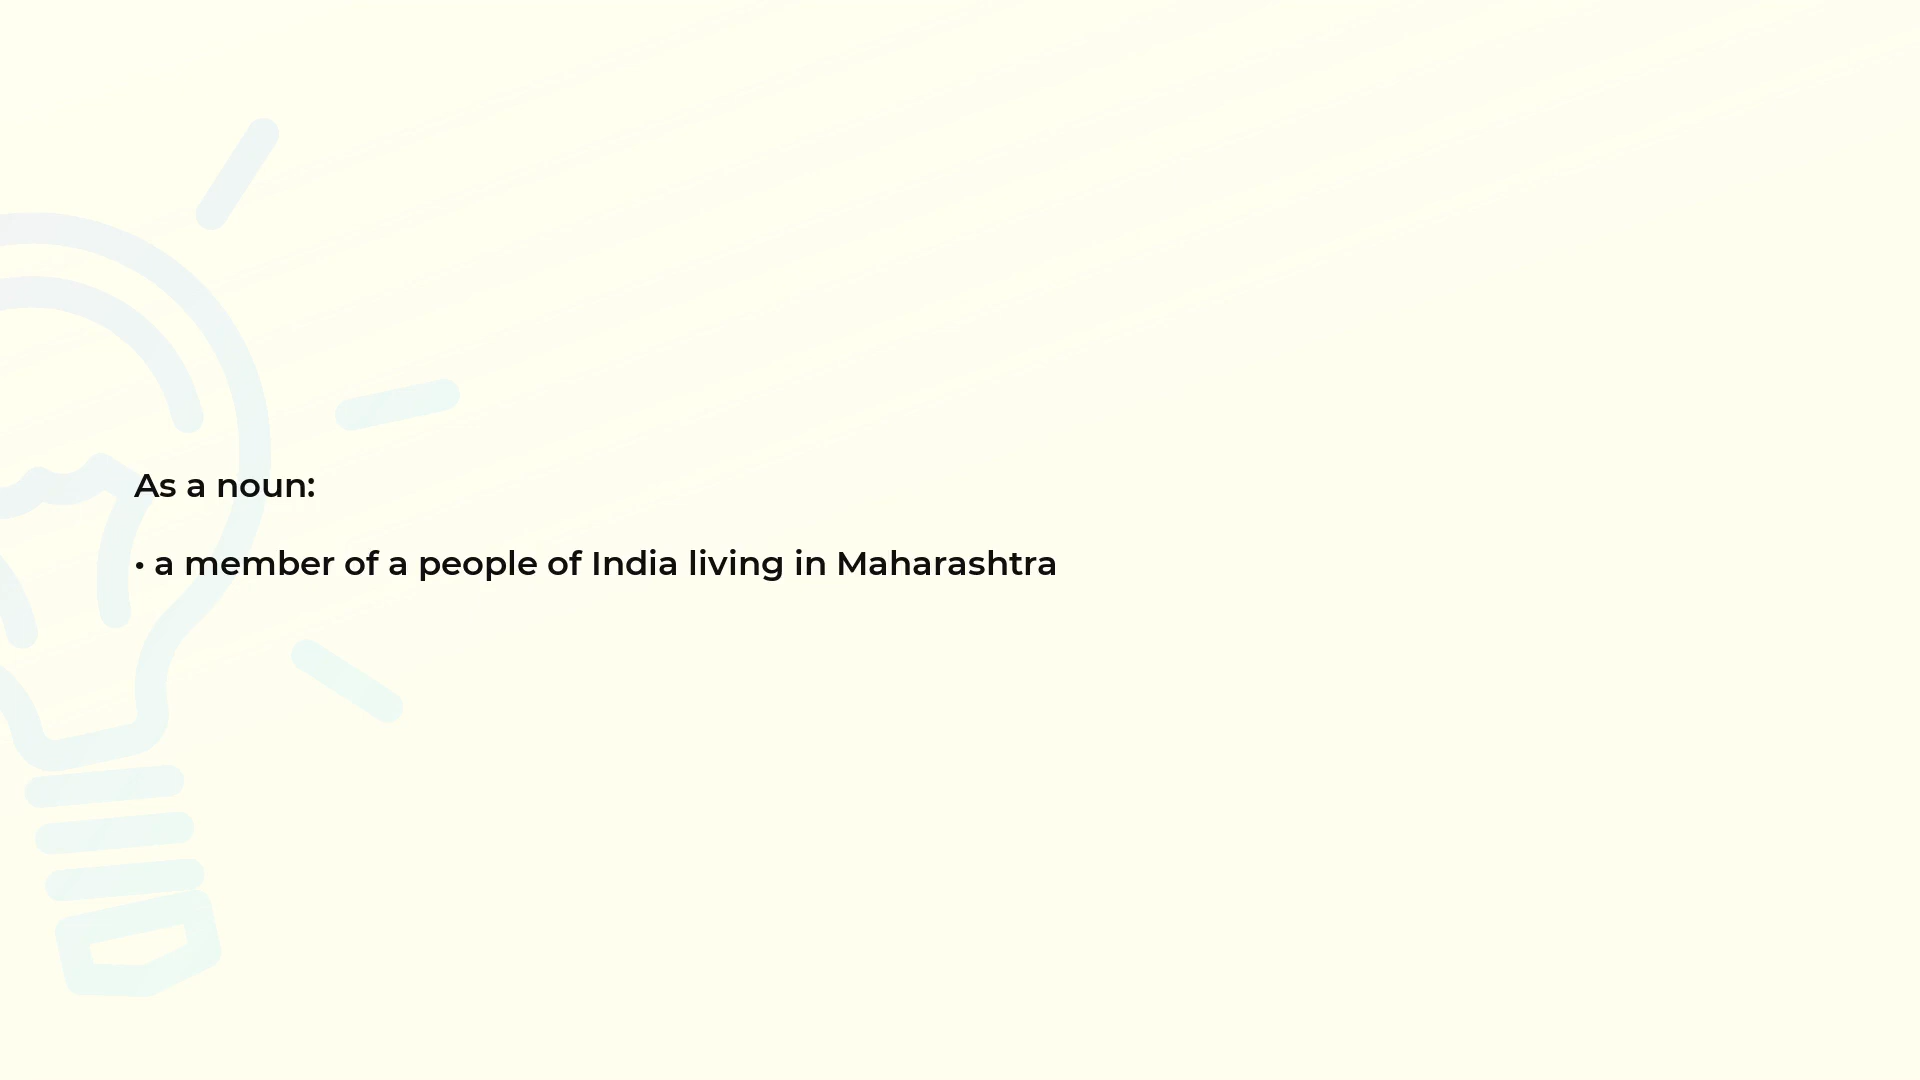 As a noun:
• a member of a people of India living in Maharashtra